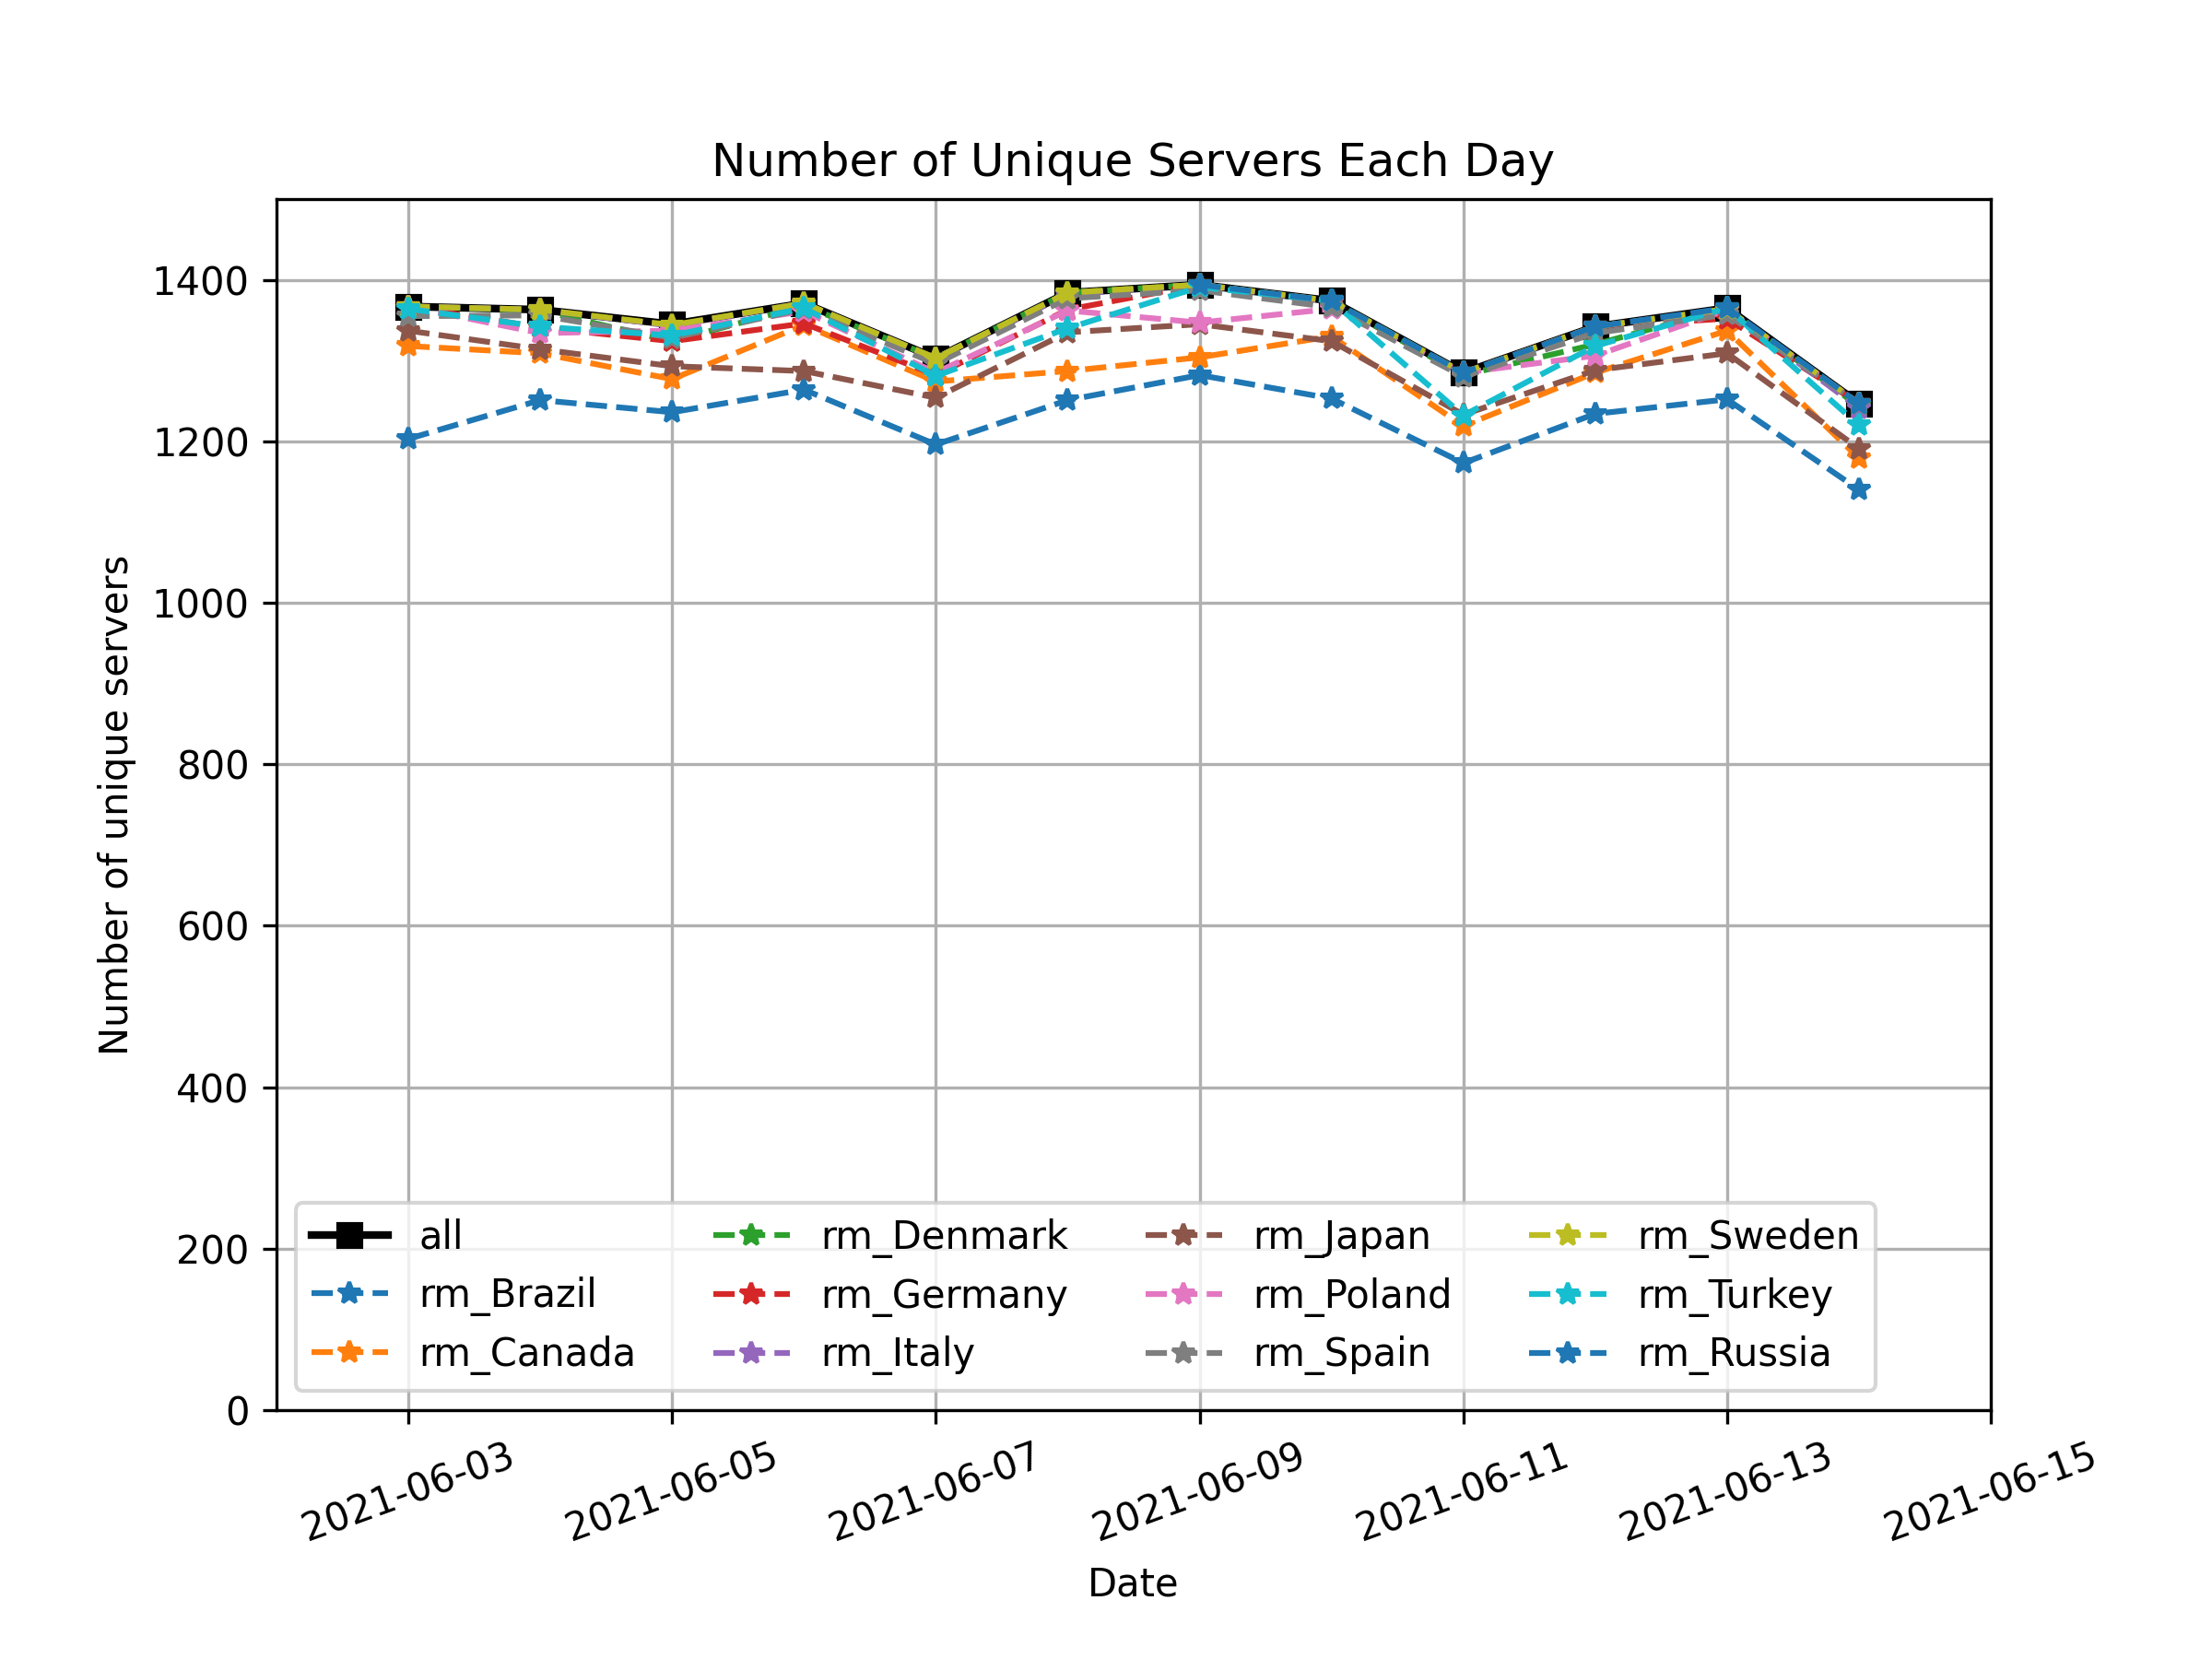 Number of Unique Servers Each Day
Number of unique servers
1400
1200
1000
800
600
400
200
0
all
rm_Brazil
rm_Canada
rm_Denmark
rm_Germany
rm_Italy
rm_Japan
rm_Poland
rm_Spain
rm_Sweden
rm_Turkey
rm_Russia
2021-06-03
2021-06-05
2021-06-07
2021-06-09
2021-06-11
2021-06-13
2021-06-15
Date